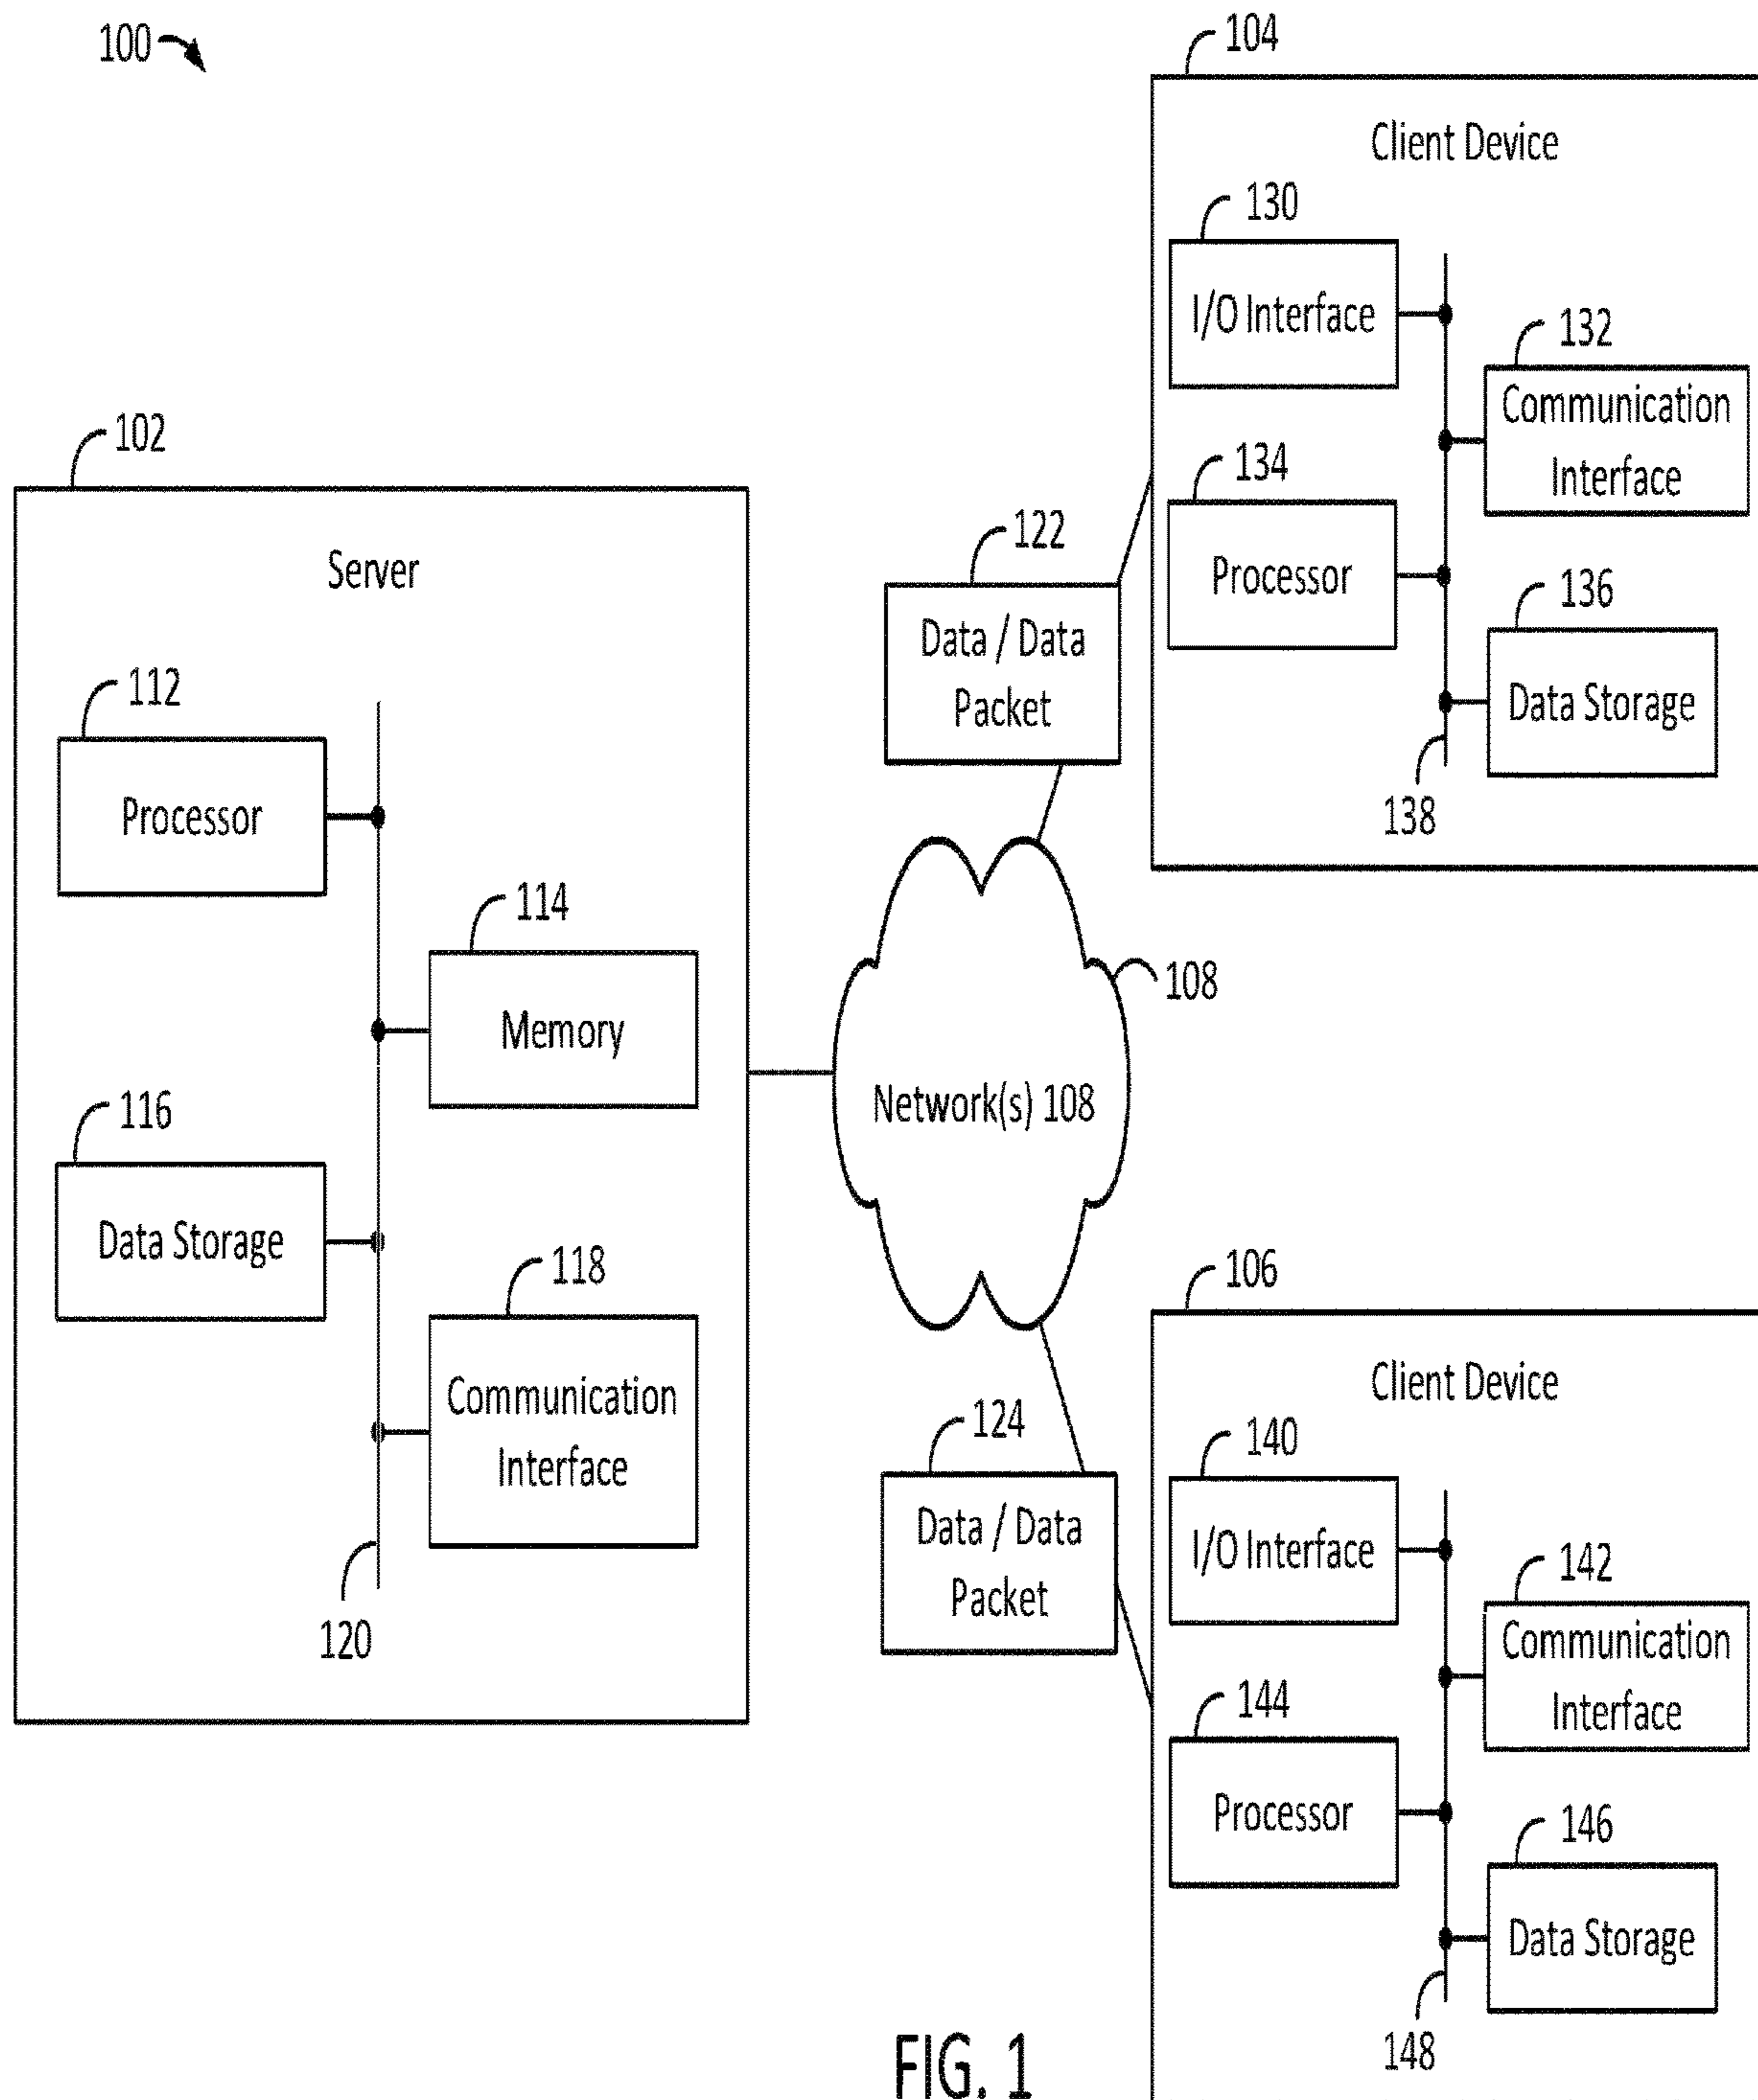 100
104
Client Device
130
I/O Interface
132
Communication
Interface
134
Processor
136
Data Storage
138
102
Server
112
Processor
114
Memory
116
Data Storage
118
Communication
Interface
120
122
Data / Data
Packet
108
Network(s) 108
124
Data / Data
Packet
106
Client Device
140
I/O Interface
142
Communication
Interface
144
Processor
146
Data Storage
148
FIG. 1